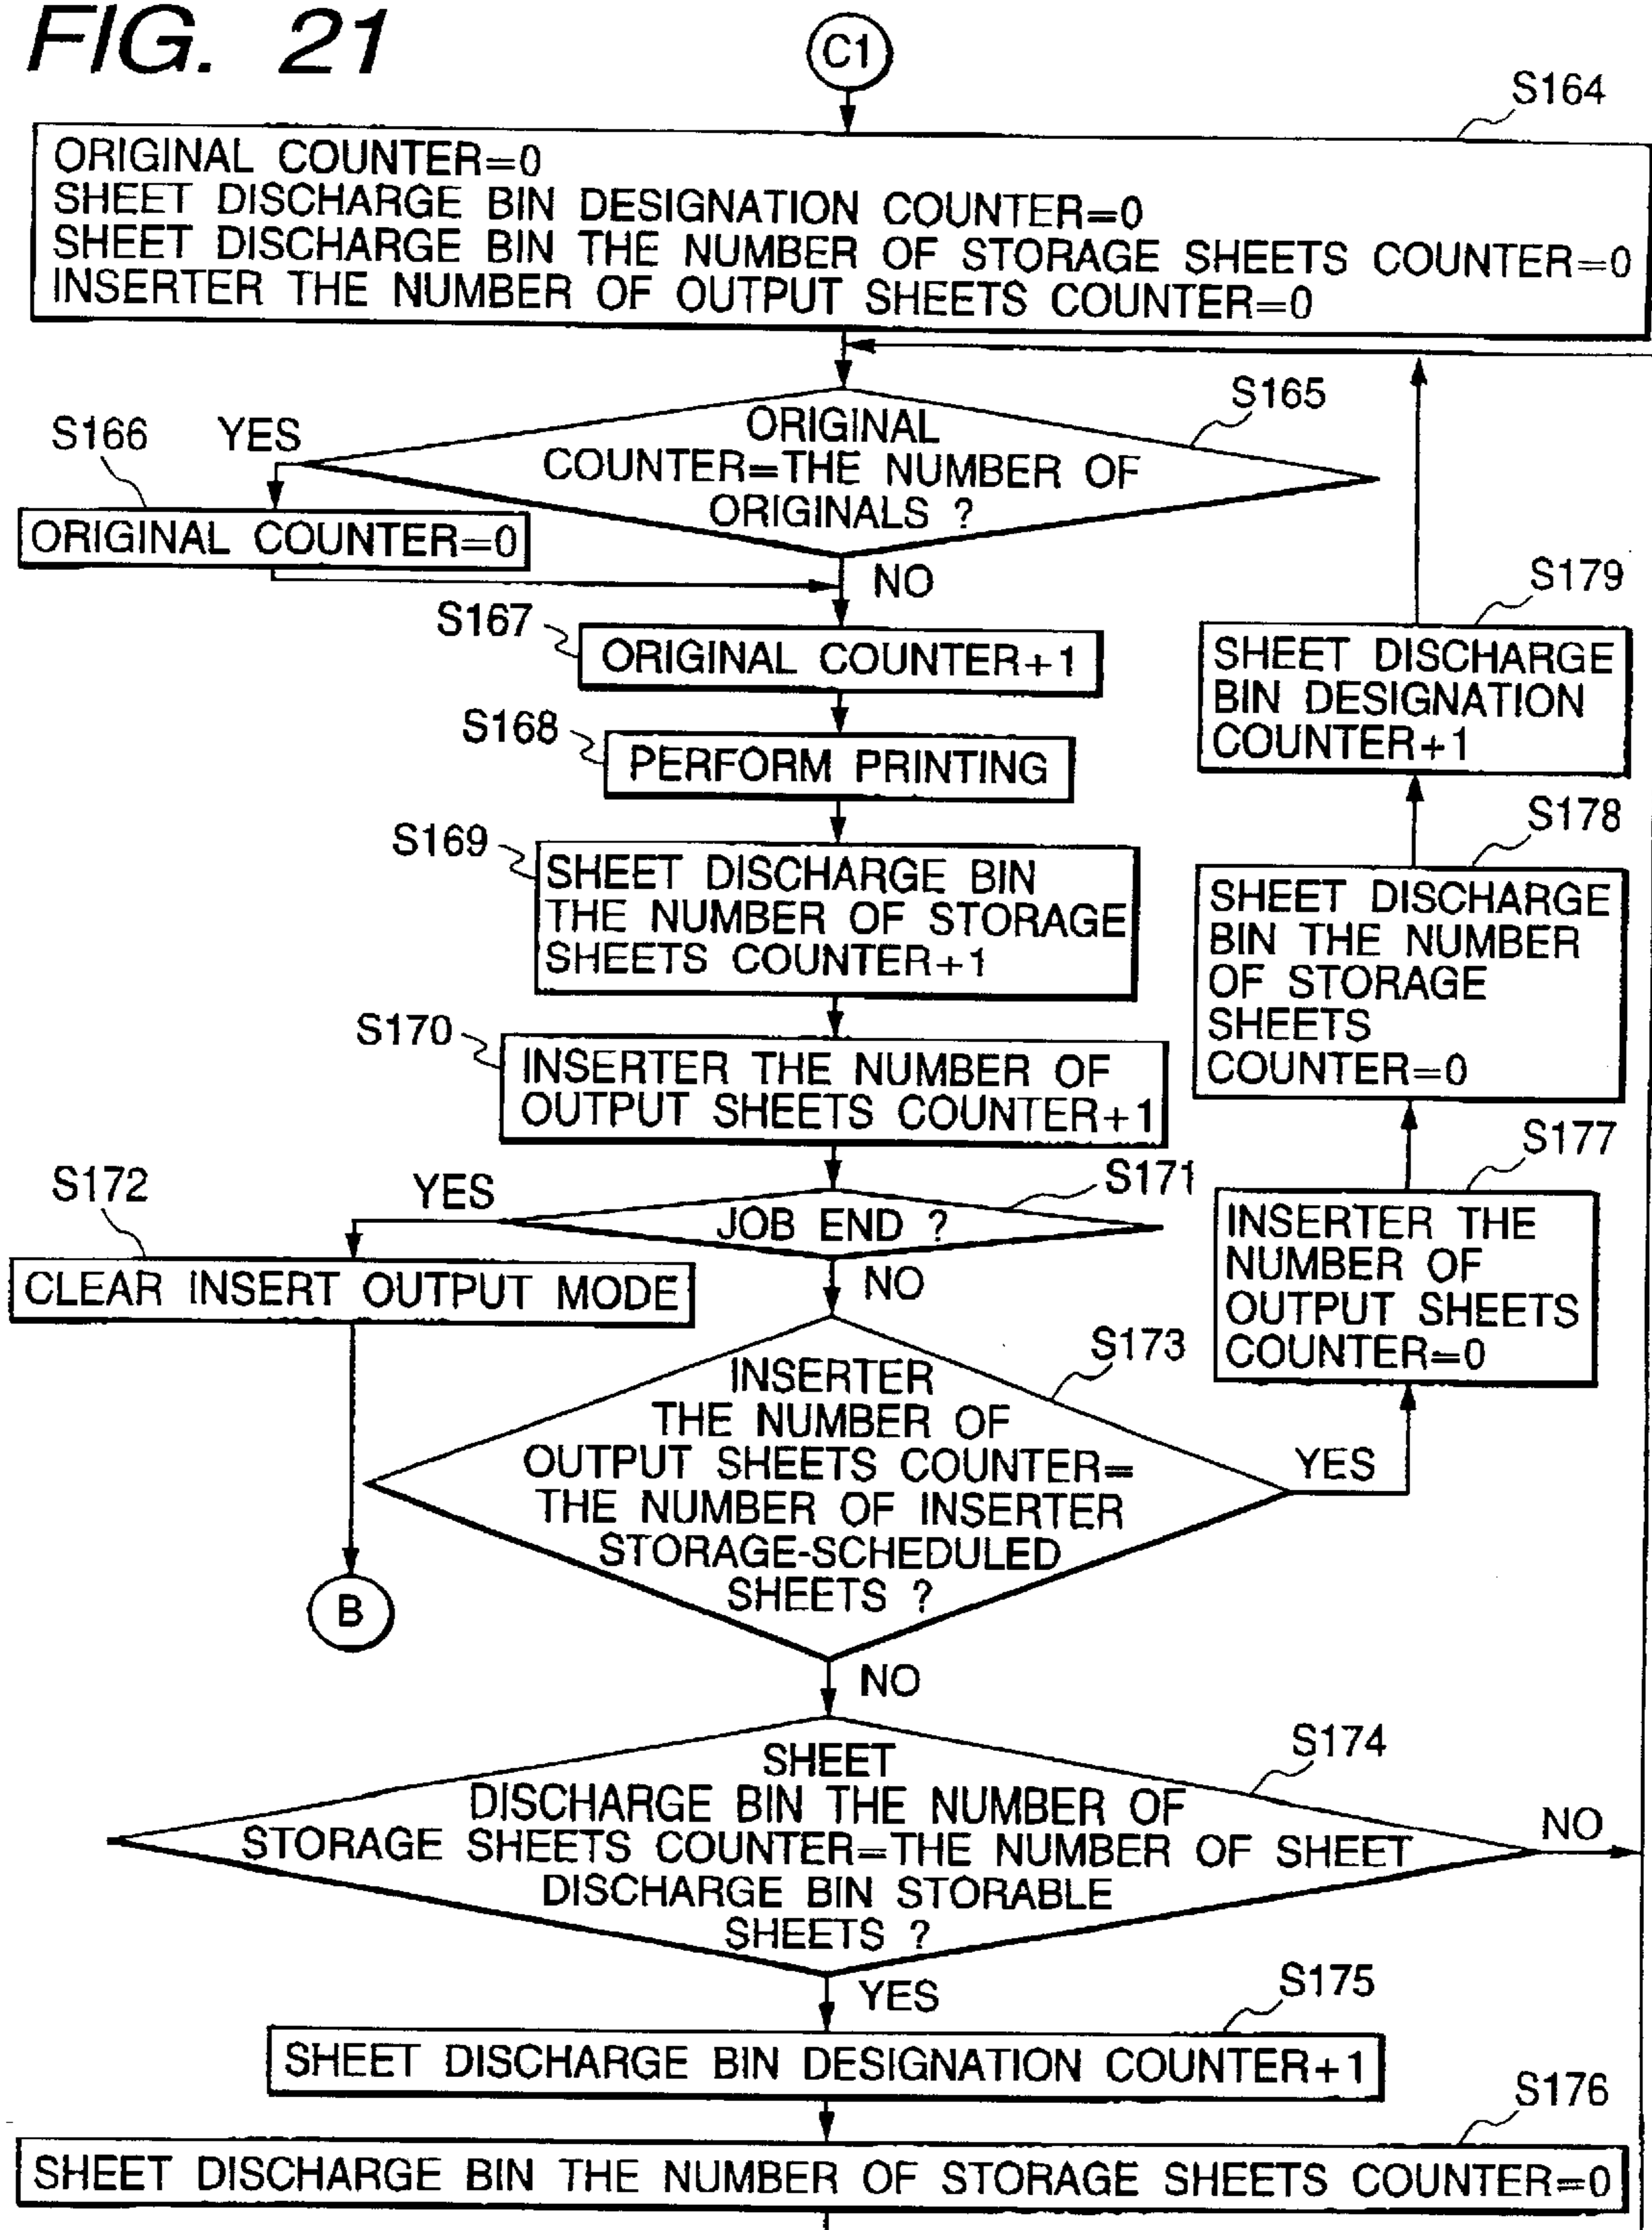 FIG. 21
C1
S164
ORIGINAL COUNTER=0
SHEET DISCHARGE BIN DESIGNATION COUNTER=0
SHEET DISCHARGE BIN THE NUMBER OF STORAGE SHEETS COUNTER=0
INSERTER THE NUMBER OF OUTPUT SHEETS COUNTER=0
S165
ORIGINAL
COUNTER=THE NUMBER OF
ORIGINALS ?
YES
S166
ORIGINAL COUNTER=0
NO
S167
ORIGINAL COUNTER+1
S168
PERFORM PRINTING
S169
SHEET DISCHARGE BIN
THE NUMBER OF STORAGE
SHEETS COUNTER+1
S170
INSERTER THE NUMBER OF
OUTPUT SHEETS COUNTER+1
S171
JOB END ?
YES
S172
CLEAR INSERT OUTPUT MODE
B
NO
S173
INSERTER
THE NUMBER OF
OUTPUT SHEETS COUNTER=
THE NUMBER OF INSERTER
STORAGE-SCHEDULED
SHEETS ?
YES
S177
INSERTER THE
NUMBER OF
OUTPUT SHEETS
COUNTER=0
S178
SHEET DISCHARGE
BIN THE NUMBER
OF STORAGE
SHEETS
COUNTER=0
S179
SHEET DISCHARGE
BIN DESIGNATION
COUNTER+1
NO
S174
SHEET
DISCHARGE BIN THE NUMBER OF
STORAGE SHEETS COUNTER=THE NUMBER OF SHEET
DISCHARGE BIN STORABLE
SHEETS ?
NO
YES
S175
SHEET DISCHARGE BIN DESIGNATION COUNTER+1
S176
SHEET DISCHARGE BIN THE NUMBER OF STORAGE SHEETS COUNTER=0